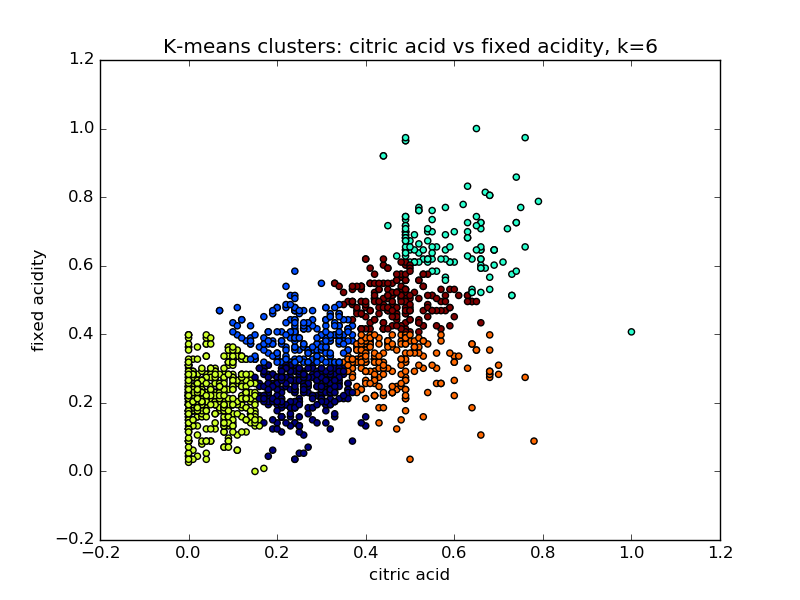 K-means clusters: citric acid vs fixed acidity, k=6
1.2
1.0
0.8
0.6
0.4
0.2
0.0
−0.2
fixed acidity
−0.2 0.0 0.2 0.4 0.6 0.8 1.0 1.2
citric acid